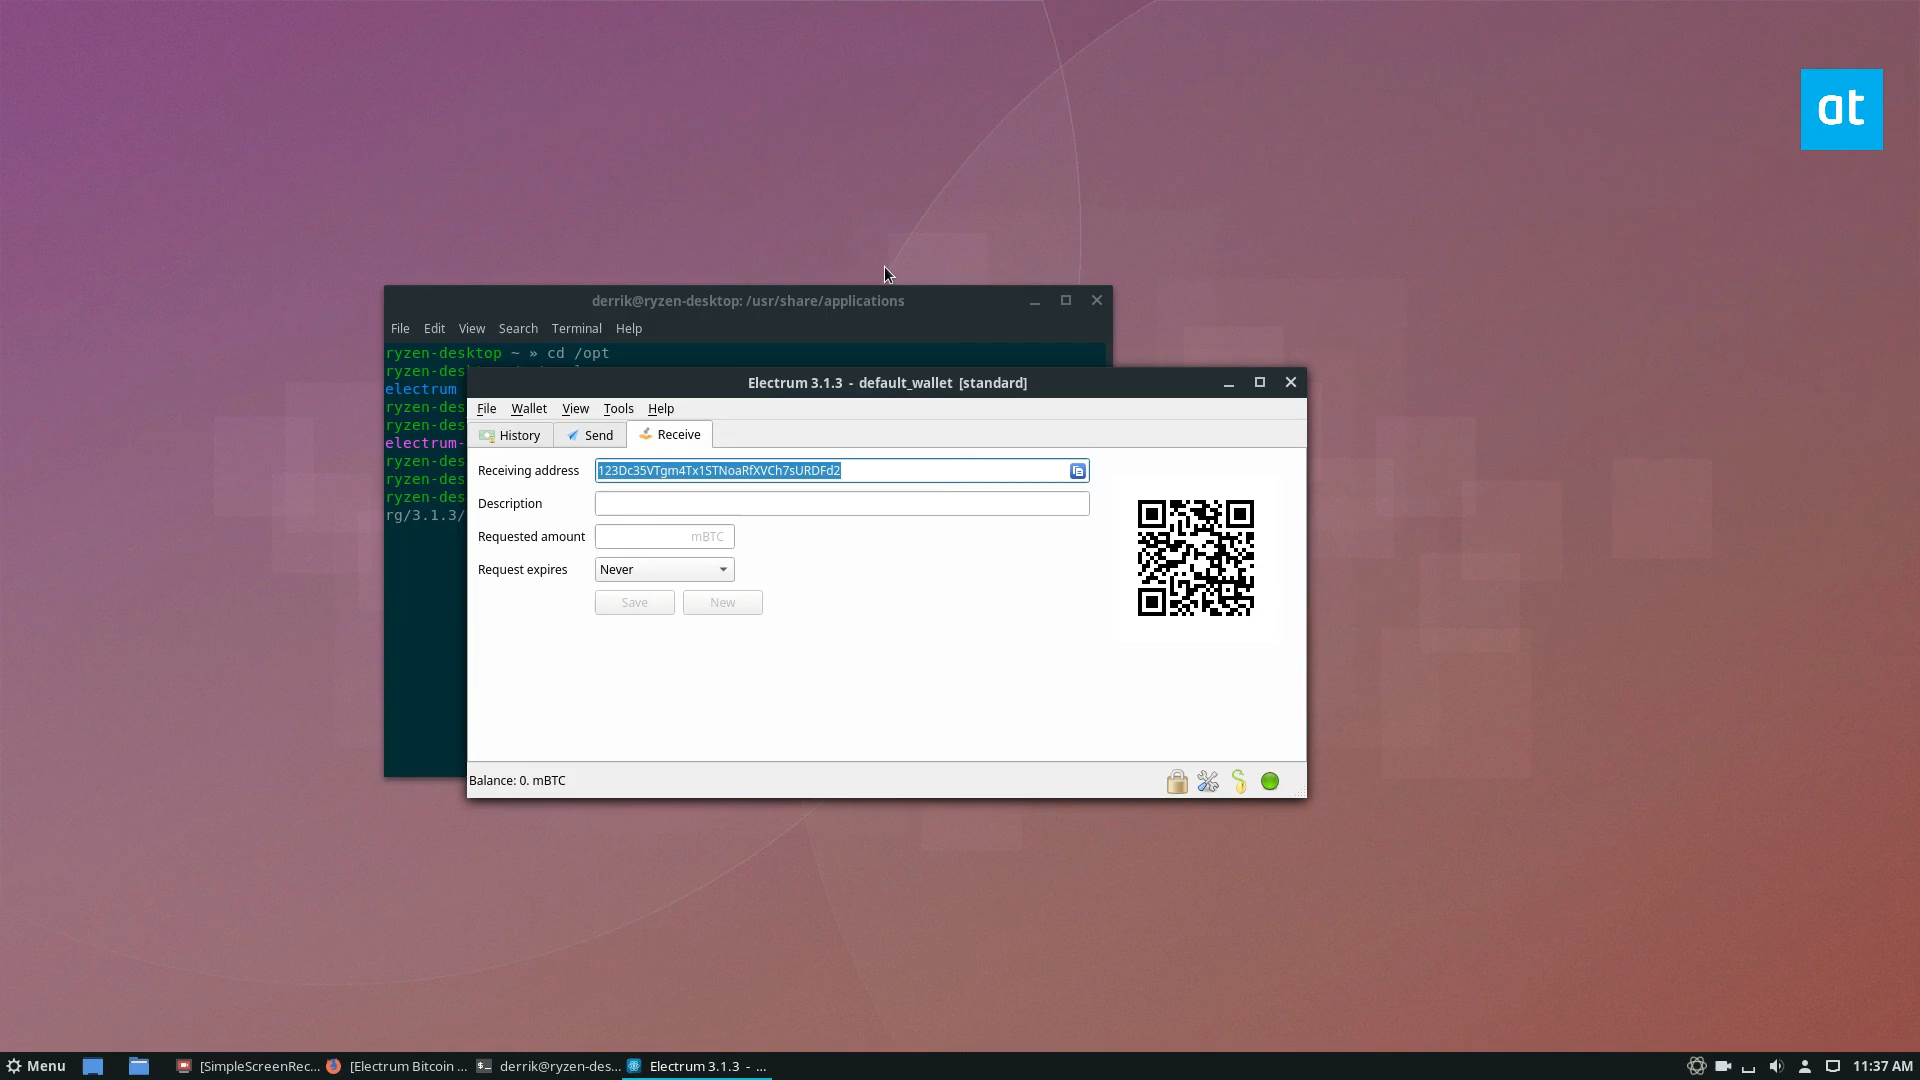 at
derrik@ryzen-desktop: /usr/share/applications
File Edit View Search Terminal Help
ryzen-desktop ~ » cd /opt
ryzen-des
electrum
ryzen-des
ryzen-des
electrum-
ryzen-des
ryzen-des
ryzen-des
rg/3.1.3/
Electrum 3.1.3 - default_wallet [standard]
File Wallet View Tools Help
History Send Receive
Receiving address 123Dc35VTgm4Tx1STNoaRfXVCh7sURDFd2
Description
Requested amount mBTC
Request expires Never
Save New
Balance: 0. mBTC
Menu [SimpleScreenRec... [Electrum Bitcoin ... derrik@ryzen-des... Electrum 3.1.3 - ... 11:37 AM